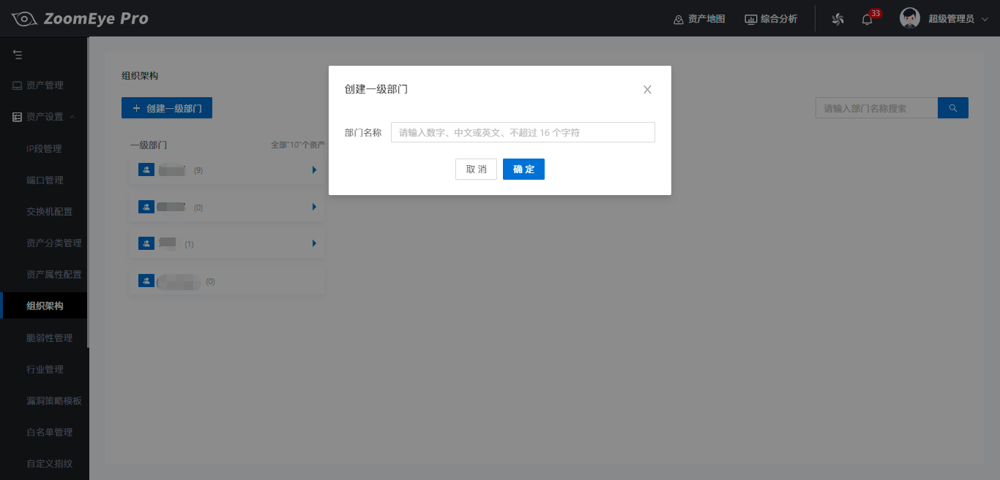 ZoomEye Pro
资产地图
综合分析
33
超级管理员
资产管理
资产设置
IP段管理
端口管理
交换机配置
资产分类管理
资产属性配置
组织架构
脆弱性管理
行业管理
漏洞策略模板
白名单管理
自定义指纹
组织架构
+ 创建一级部门
请输入部门名称搜索
一级部门
全部"10"个资产
(9)
(0)
(1)
(0)
创建一级部门
部门名称
请输入数字、中文或英文、不超过 16 个字符
取 消
确 定